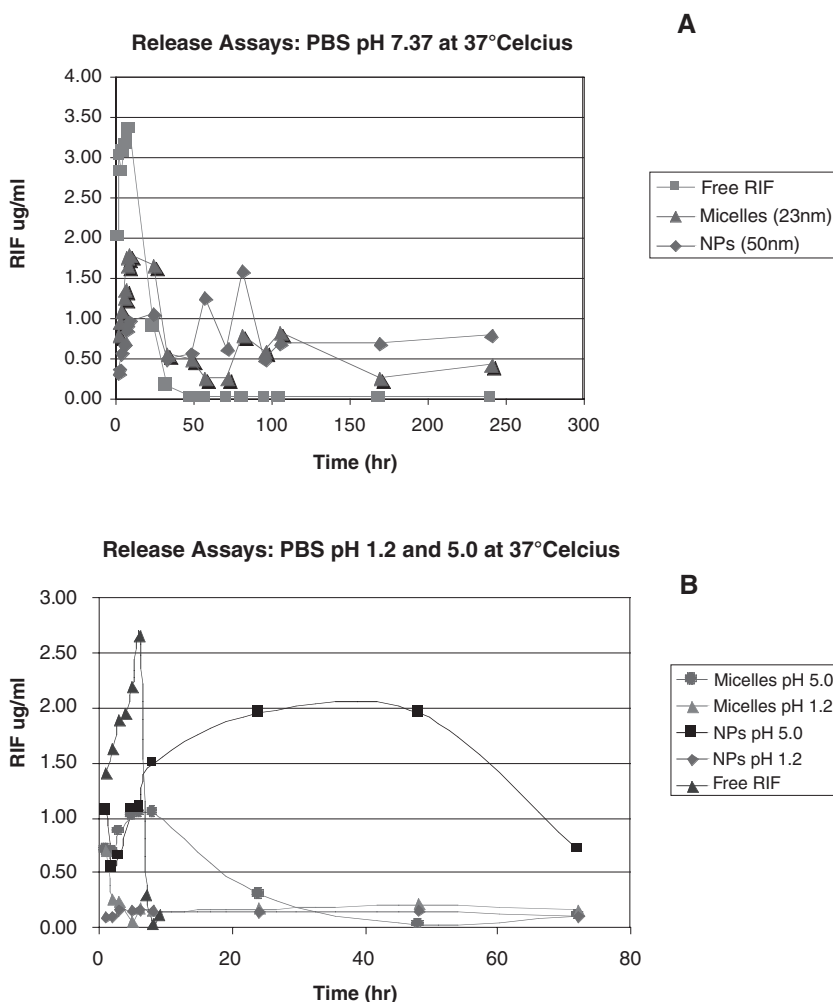 A
Release Assays: PBS pH 7.37 at 37°Celcius
4.00
3.50
3.00
2.50
2.00
1.50
1.00
0.50
0.00
RIF ug/ml
0 50 100 150 200 250 300
Time (hr)
Free RIF
Micelles (23nm)
NPs (50nm)
Release Assays: PBS pH 1.2 and 5.0 at 37°Celcius
B
3.00
2.50
2.00
1.50
1.00
0.50
0.00
RIF ug/ml
0 20 40 60 80
Time (hr)
Micelles pH 5.0
Micelles pH 1.2
NPs pH 5.0
NPs pH 1.2
Free RIF